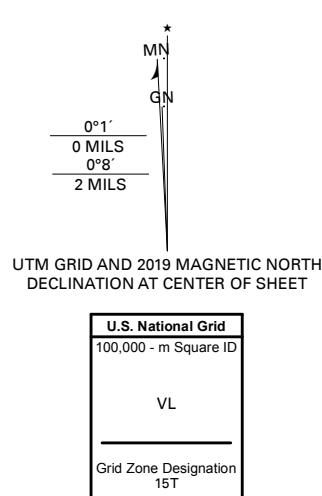 ★
MN
GN
0°1´
0 MILS
0°8´
2 MILS
UTM GRID AND 2019 MAGNETIC NORTH
DECLINATION AT CENTER OF SHEET
U.S. National Grid
100,000 - m Square ID
VL
Grid Zone Designation
15T